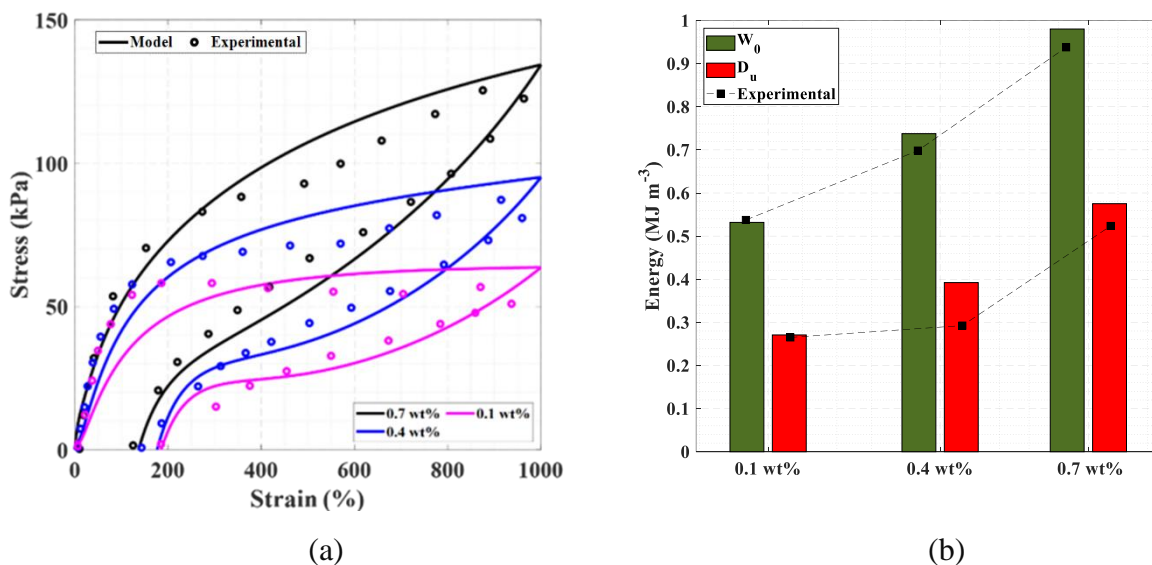 150
100
50
0
0
200
400
600
800
1000
Stress (kPa)
Strain (%)
Model
Experimental
0.7 wt%
0.1 wt%
0.4 wt%
(a)
1
0.9
0.8
0.7
0.6
0.5
0.4
0.3
0.2
0.1
0
Energy (MJ m⁻³)
W₀
Dᵤ
Experimental
0.1 wt%
0.4 wt%
0.7 wt%
(b)